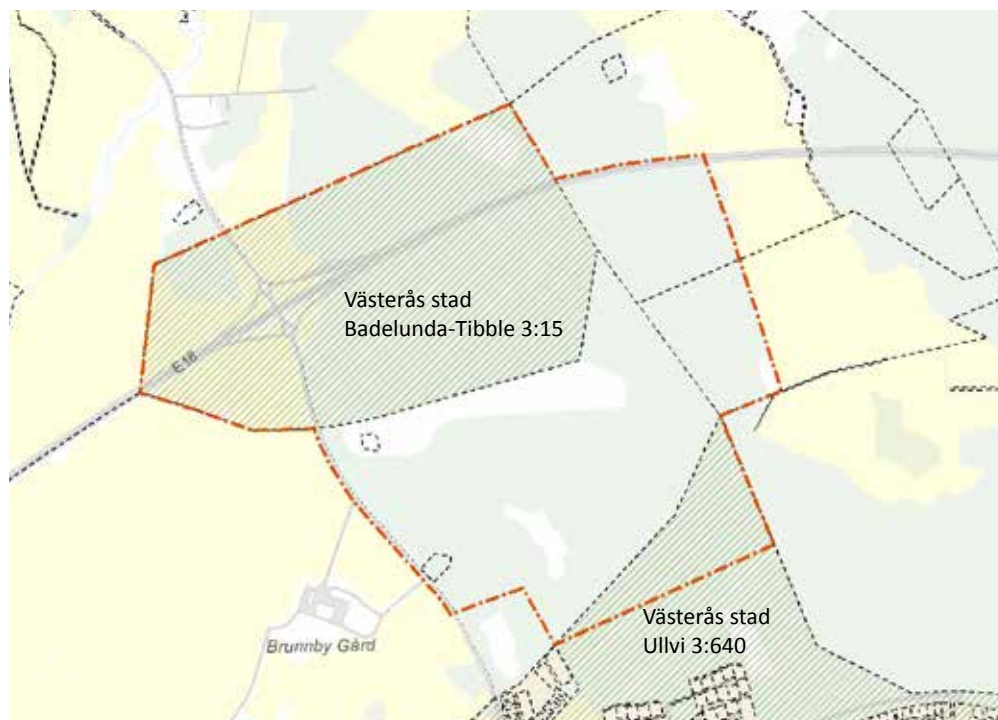 Västerås stad
Badelunda-Tibble 3:15
E18
Västerås stad
Ullvi 3:640
Brunnby Gård